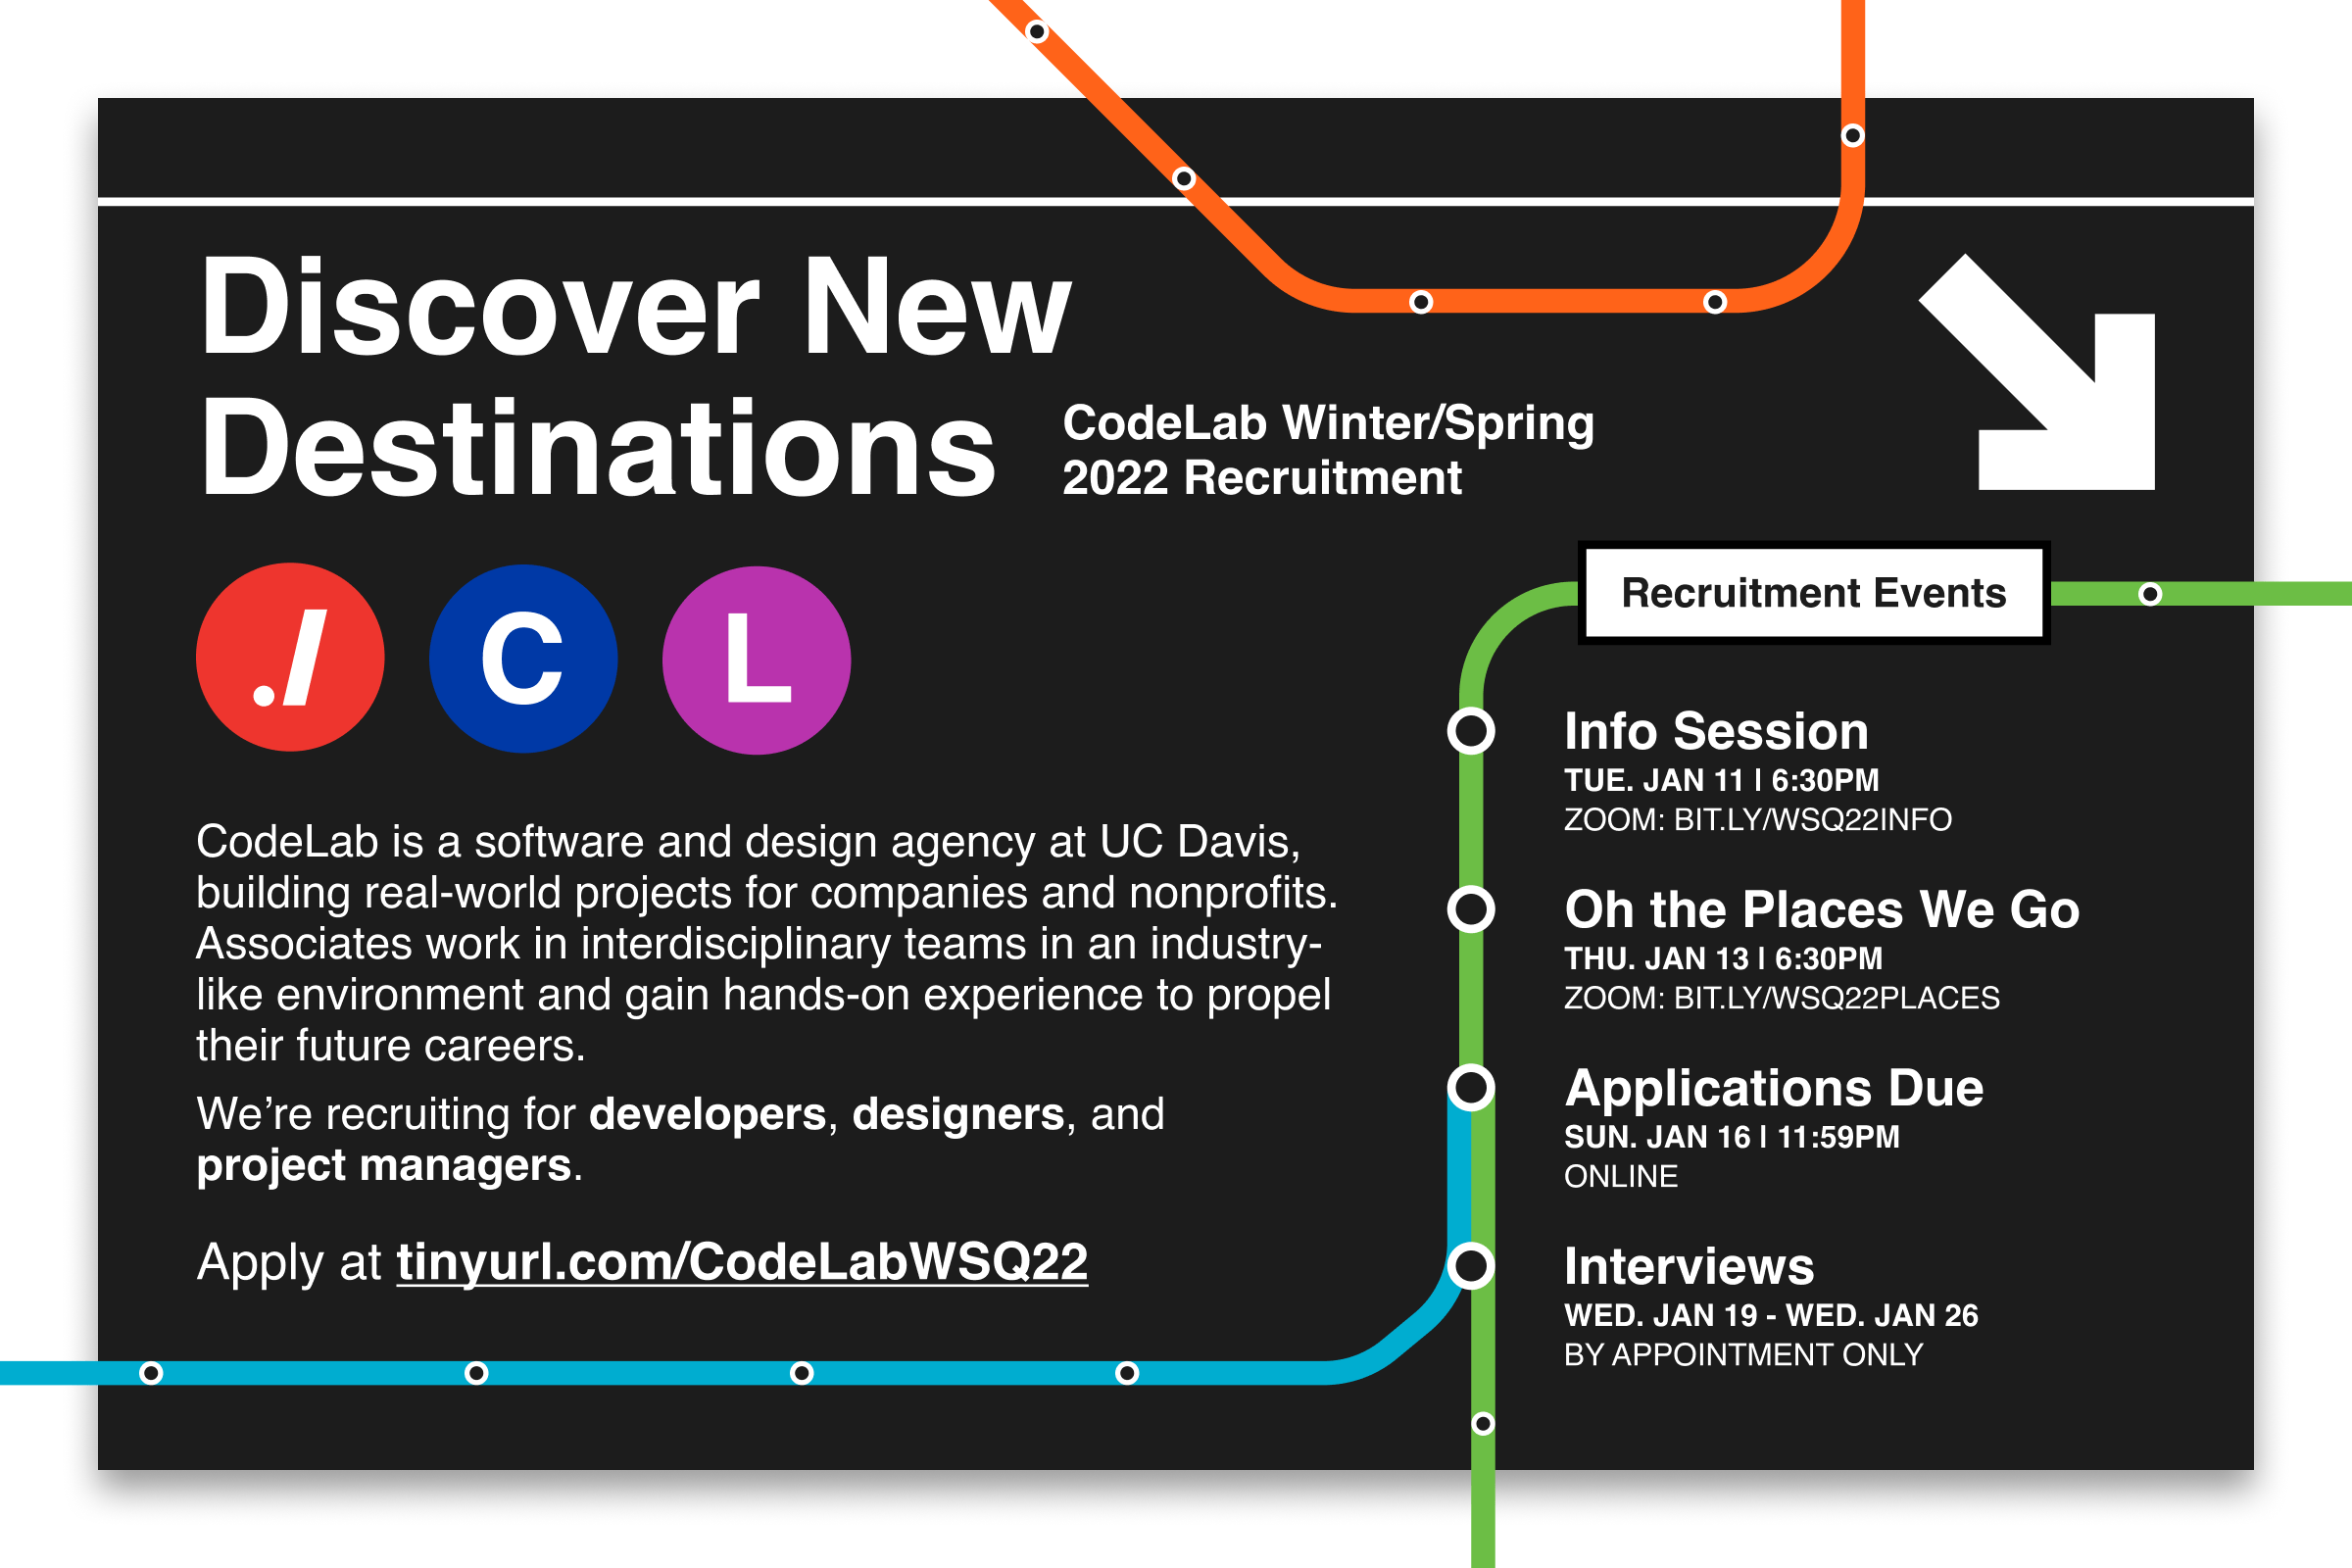 Discover New
Destinations
CodeLab Winter/Spring
2022 Recruitment
./
C
L
CodeLab is a software and design agency at UC Davis,
building real-world projects for companies and nonprofits.
Associates work in interdisciplinary teams in an industry-
like environment and gain hands-on experience to propel
their future careers.
We’re recruiting for developers, designers, and
project managers.
Apply at tinyurl.com/CodeLabWSQ22
Recruitment Events
Info Session
TUE. JAN 11 | 6:30PM
ZOOM: BIT.LY/WSQ22INFO
Oh the Places We Go
THU. JAN 13 | 6:30PM
ZOOM: BIT.LY/WSQ22PLACES
Applications Due
SUN. JAN 16 | 11:59PM
ONLINE
Interviews
WED. JAN 19 - WED. JAN 26
BY APPOINTMENT ONLY